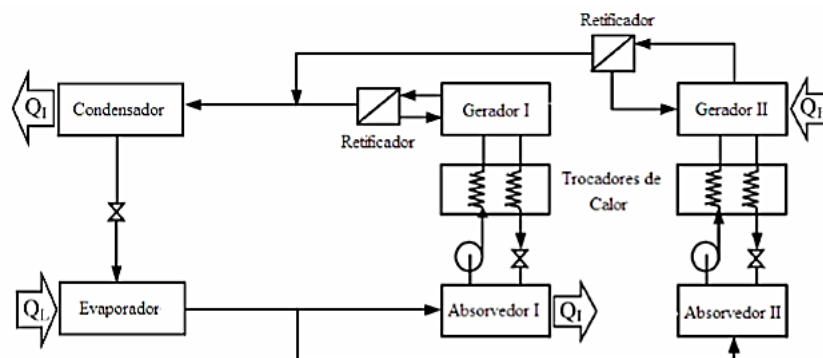 Retificador
Q_I
Condensador
Gerador I
Gerador II
Q_I
Retificador
Trocadores de
Calor
Q_L
Evaporador
Absorvedor I
Q_I
Absorvedor II